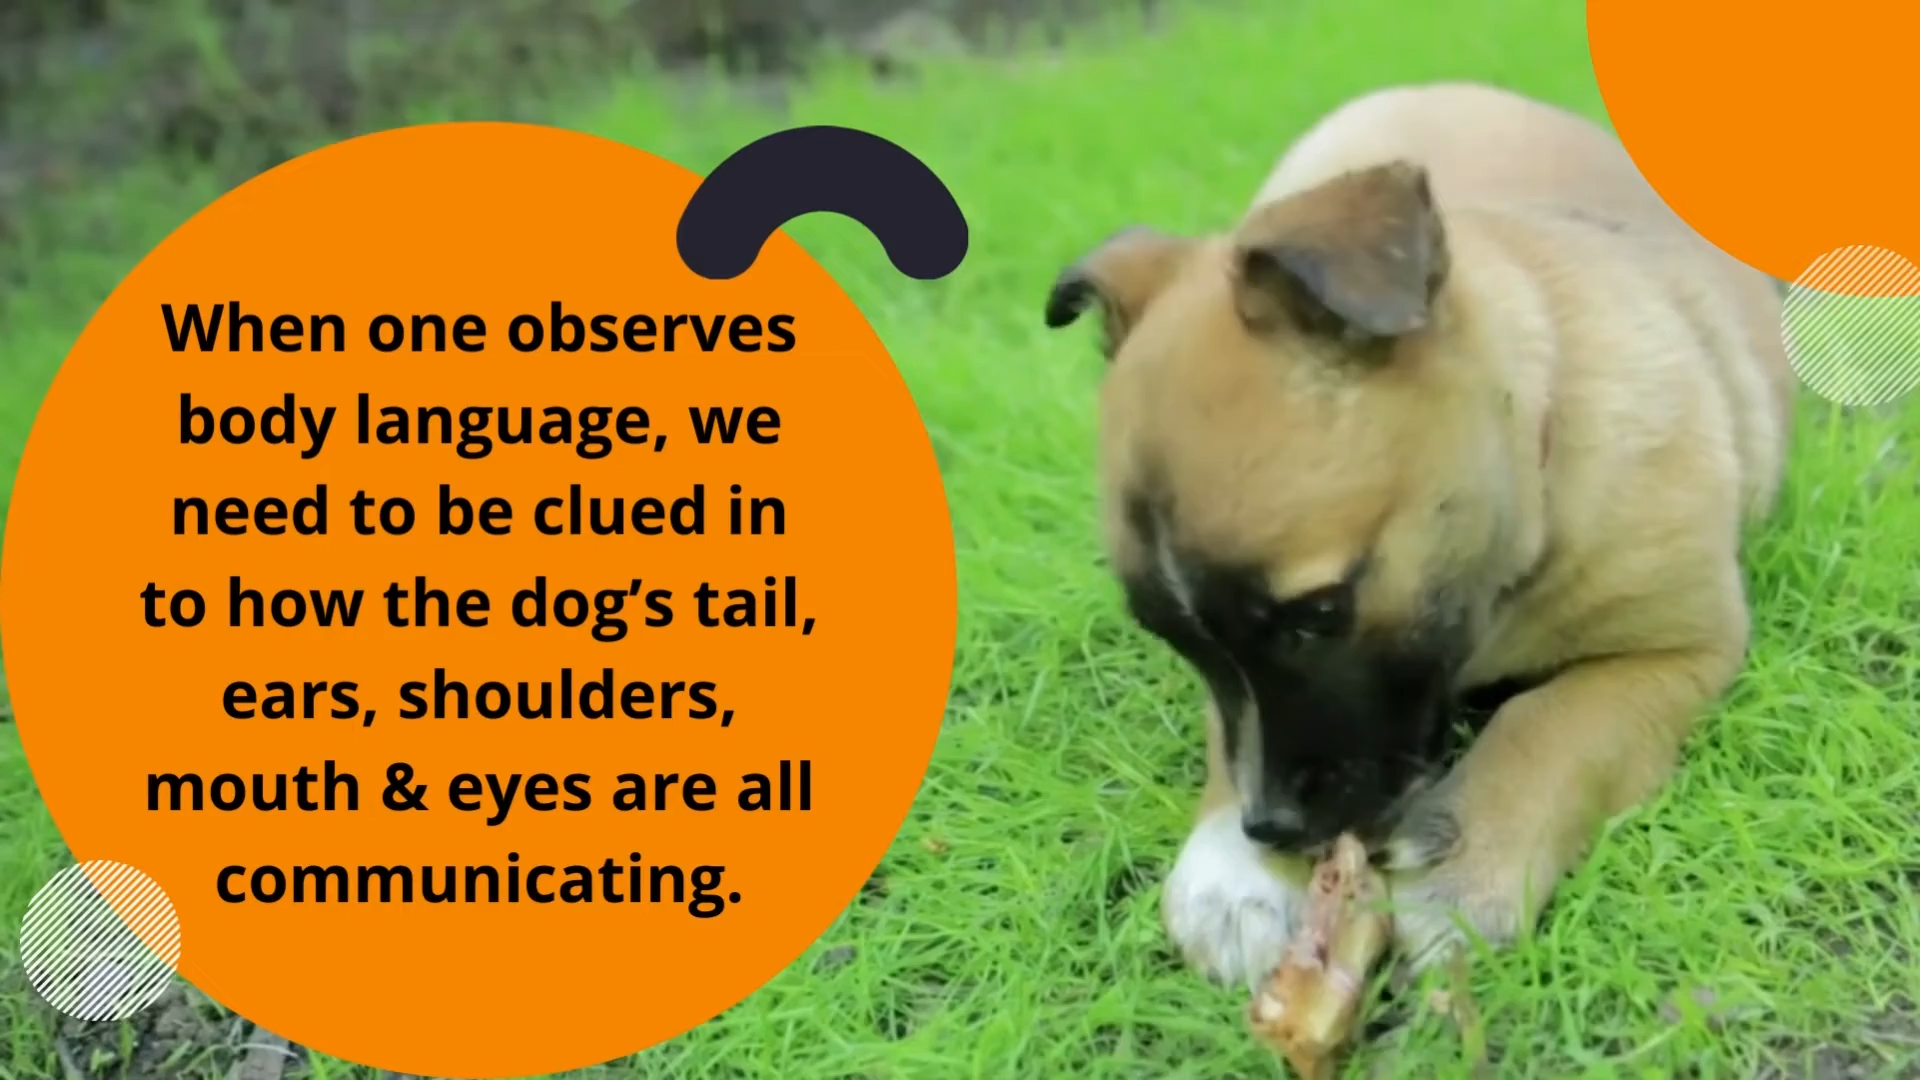 When one observes
body language, we
need to be clued in
to how the dog’s tail,
ears, shoulders,
mouth & eyes are all
communicating.